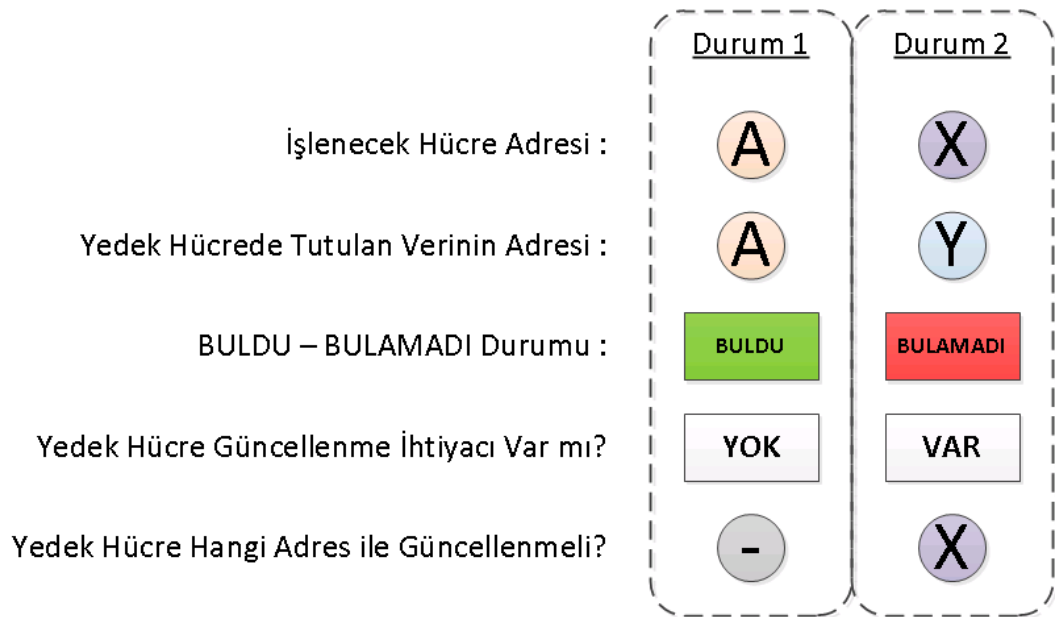 Durum 1 Durum 2
İşlenecek Hücre Adresi : A X
Yedek Hücrede Tutulan Verinin Adresi : A Y
BULDU – BULAMADI Durumu : BULDU BULAMADI
Yedek Hücre Güncellenme İhtiyacı Var mı? YOK VAR
Yedek Hücre Hangi Adres ile Güncellenmeli? - X